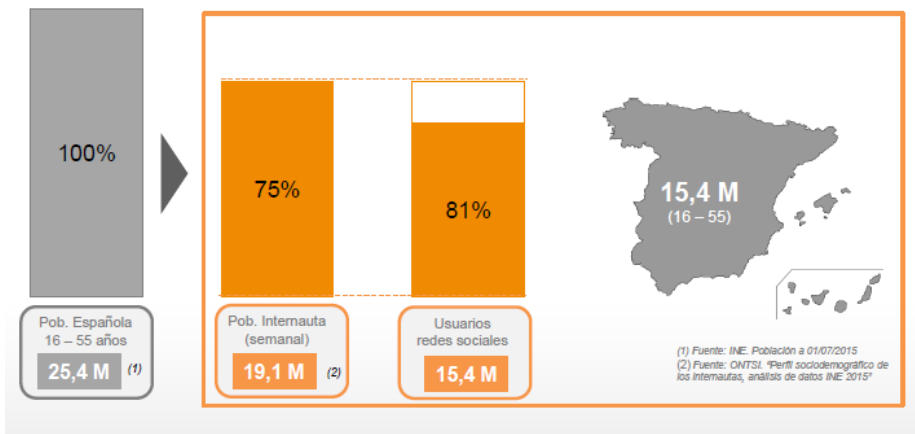 100%
75%
81%
15,4 M
(16 – 55)
Pob. Española
16 – 55 años
25,4 M (1)
Pob. Internauta
(semanal)
19,1 M (2)
Usuarios
redes sociales
15,4 M
(1) Fuente: INE. Población a 01/07/2015
(2) Fuente: ONTSI. "Perfil sociodemográfico de
los internautas, análisis de datos INE 2015"